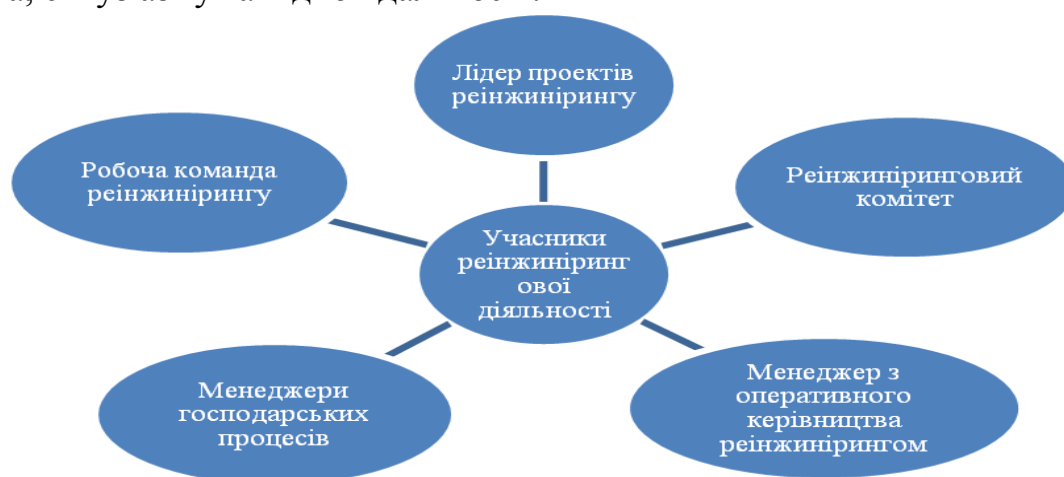 Лідер проектів
реінжинірингу
Робоча команда
реінжинірингу
Реінжиніринговий
комітет
Учасники
реінжиніринг
ової
діяльності
Менеджери
господарських
процесів
Менеджер з
оперативного
керівництва
реінжинірингом